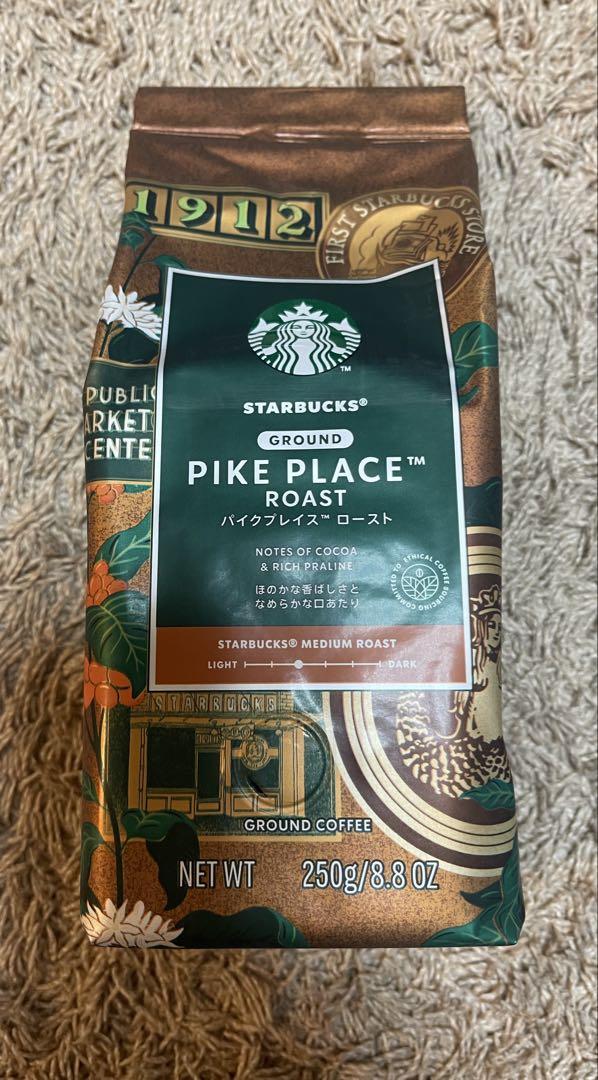 1912
FIRST STARBUCKS STORE
PUBLIC
MARKET
CENTE
TM
STARBUCKS®
GROUND
PIKE PLACE™
ROAST
パイクプレイス™ ロースト
NOTES OF COCOA
& RICH PRALINE
ほのかな香ばしさと
なめらかな口あたり
COMMITTED TO ETHICAL COFFEE SOURCING
STARBUCKS® MEDIUM ROAST
LIGHT DARK
STARBUCKS
GROUND COFFEE
NET WT 250g/8.8 OZ